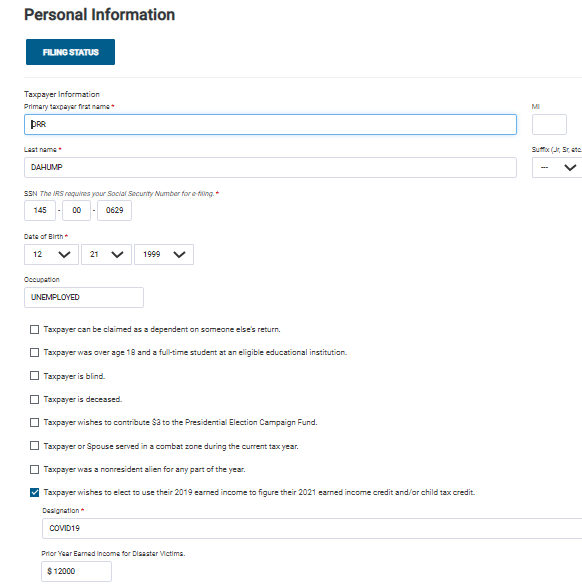 Personal Information
FILING STATUS
Taxpayer Information
Primary taxpayer first name *
MI
DRR
Last name *
Suffix (Jr, Sr, etc.
DAHUMP
---
SSN The IRS requires your Social Security Number for e-filing. *
145 - 00 - 0629
Date of Birth *
12 21 1999
Occupation
UNEMPLOYED
Taxpayer can be claimed as a dependent on someone else's return.
Taxpayer was over age 18 and a full-time student at an eligible educational institution.
Taxpayer is blind.
Taxpayer is deceased.
Taxpayer wishes to contribute $3 to the Presidential Election Campaign Fund.
Taxpayer or Spouse served in a combat zone during the current tax year.
Taxpayer was a nonresident alien for any part of the year.
Taxpayer wishes to elect to use their 2019 earned income to figure their 2021 earned income credit and/or child tax credit.
Designation *
COVID19
Prior Year Earned Income for Disaster Victims.
$ 12000